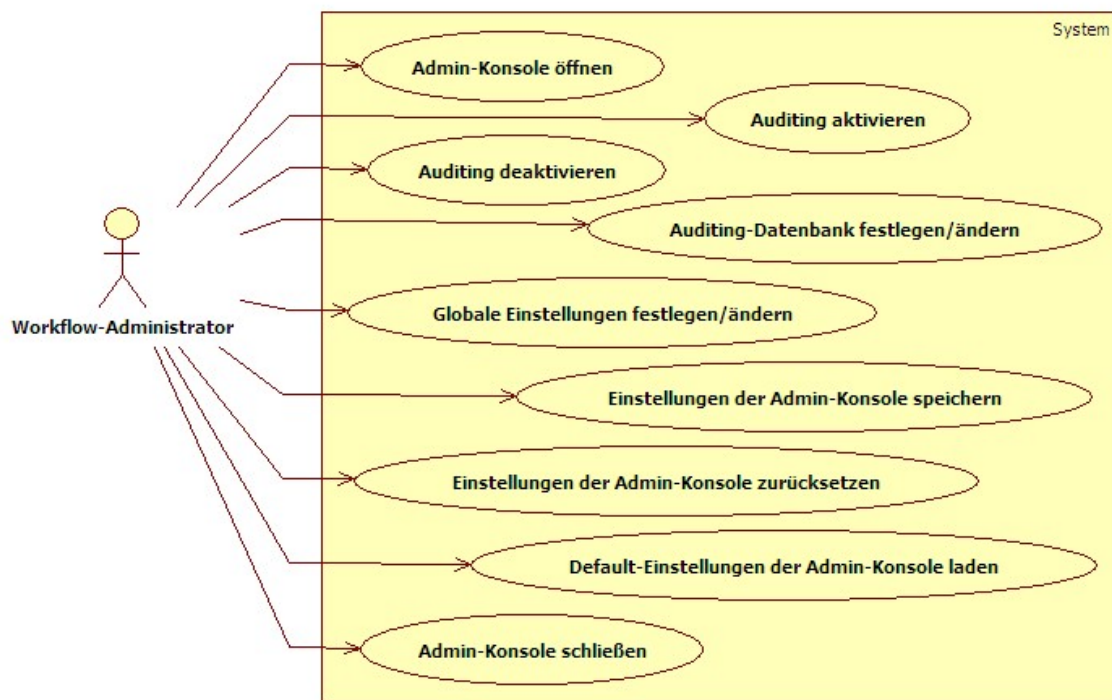 System
Admin-Konsole öffnen
Auditing aktivieren
Auditing deaktivieren
Auditing-Datenbank festlegen/ändern
Globale Einstellungen festlegen/ändern
Workflow-Administrator
Einstellungen der Admin-Konsole speichern
Einstellungen der Admin-Konsole zurücksetzen
Default-Einstellungen der Admin-Konsole laden
Admin-Konsole schließen